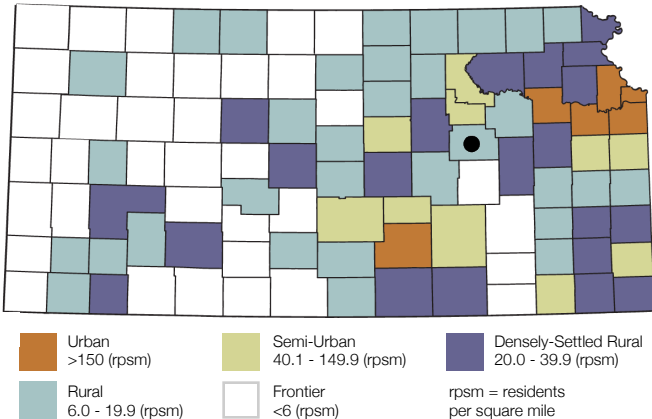 Urban
>150 (rpsm)
Semi-Urban
40.1 - 149.9 (rpsm)
Densely-Settled Rural
20.0 - 39.9 (rpsm)
Rural
6.0 - 19.9 (rpsm)
Frontier
<6 (rpsm)
rpsm = residents
per square mile